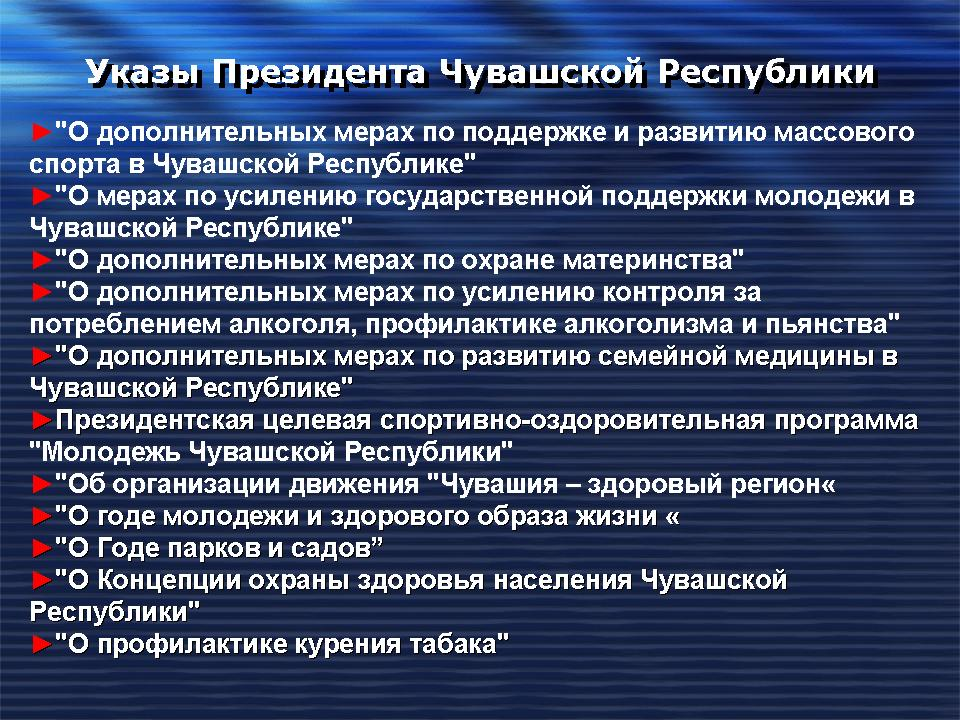 Указы Президента Чувашской Республики
►"О дополнительных мерах по поддержке и развитию массового
спорта в Чувашской Республике"
►"О мерах по усилению государственной поддержки молодежи в
Чувашской Республике"
►"О дополнительных мерах по охране материнства"
►"О дополнительных мерах по усилению контроля за
потреблением алкоголя, профилактике алкоголизма и пьянства"
►"О дополнительных мерах по развитию семейной медицины в
Чувашской Республике"
►Президентская целевая спортивно-оздоровительная программа
"Молодежь Чувашской Республики"
►"Об организации движения "Чувашия – здоровый регион«
►"О годе молодежи и здорового образа жизни «
►"О Годе парков и садов”
►"О Концепции охраны здоровья населения Чувашской
Республики"
►"О профилактике курения табака"